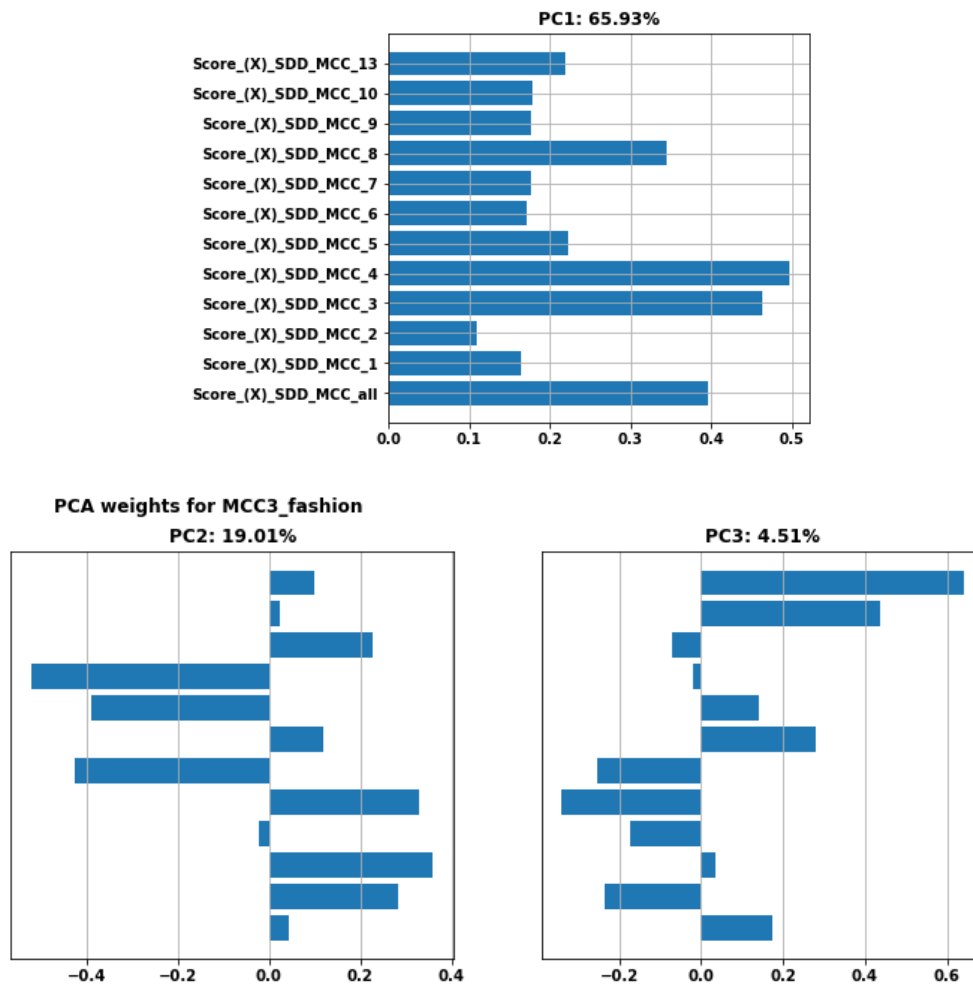 PC1: 65.93%
Score_(X)_SDD_MCC_13
Score_(X)_SDD_MCC_10
Score_(X)_SDD_MCC_9
Score_(X)_SDD_MCC_8
Score_(X)_SDD_MCC_7
Score_(X)_SDD_MCC_6
Score_(X)_SDD_MCC_5
Score_(X)_SDD_MCC_4
Score_(X)_SDD_MCC_3
Score_(X)_SDD_MCC_2
Score_(X)_SDD_MCC_1
Score_(X)_SDD_MCC_all
0.0 0.1 0.2 0.3 0.4 0.5
PCA weights for MCC3_fashion
PC2: 19.01%
−0.4 −0.2 0.0 0.2 0.4
PC3: 4.51%
−0.2 0.0 0.2 0.4 0.6